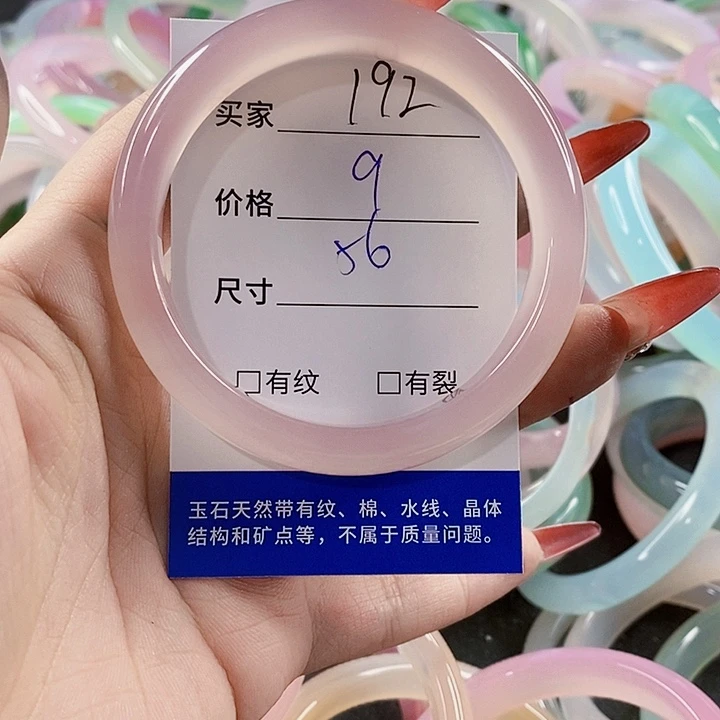 买家 192
价格 9
尺寸 56
□有纹 □有裂
玉石天然带有纹、棉、水线、晶体
结构和矿点等，不属于质量问题。